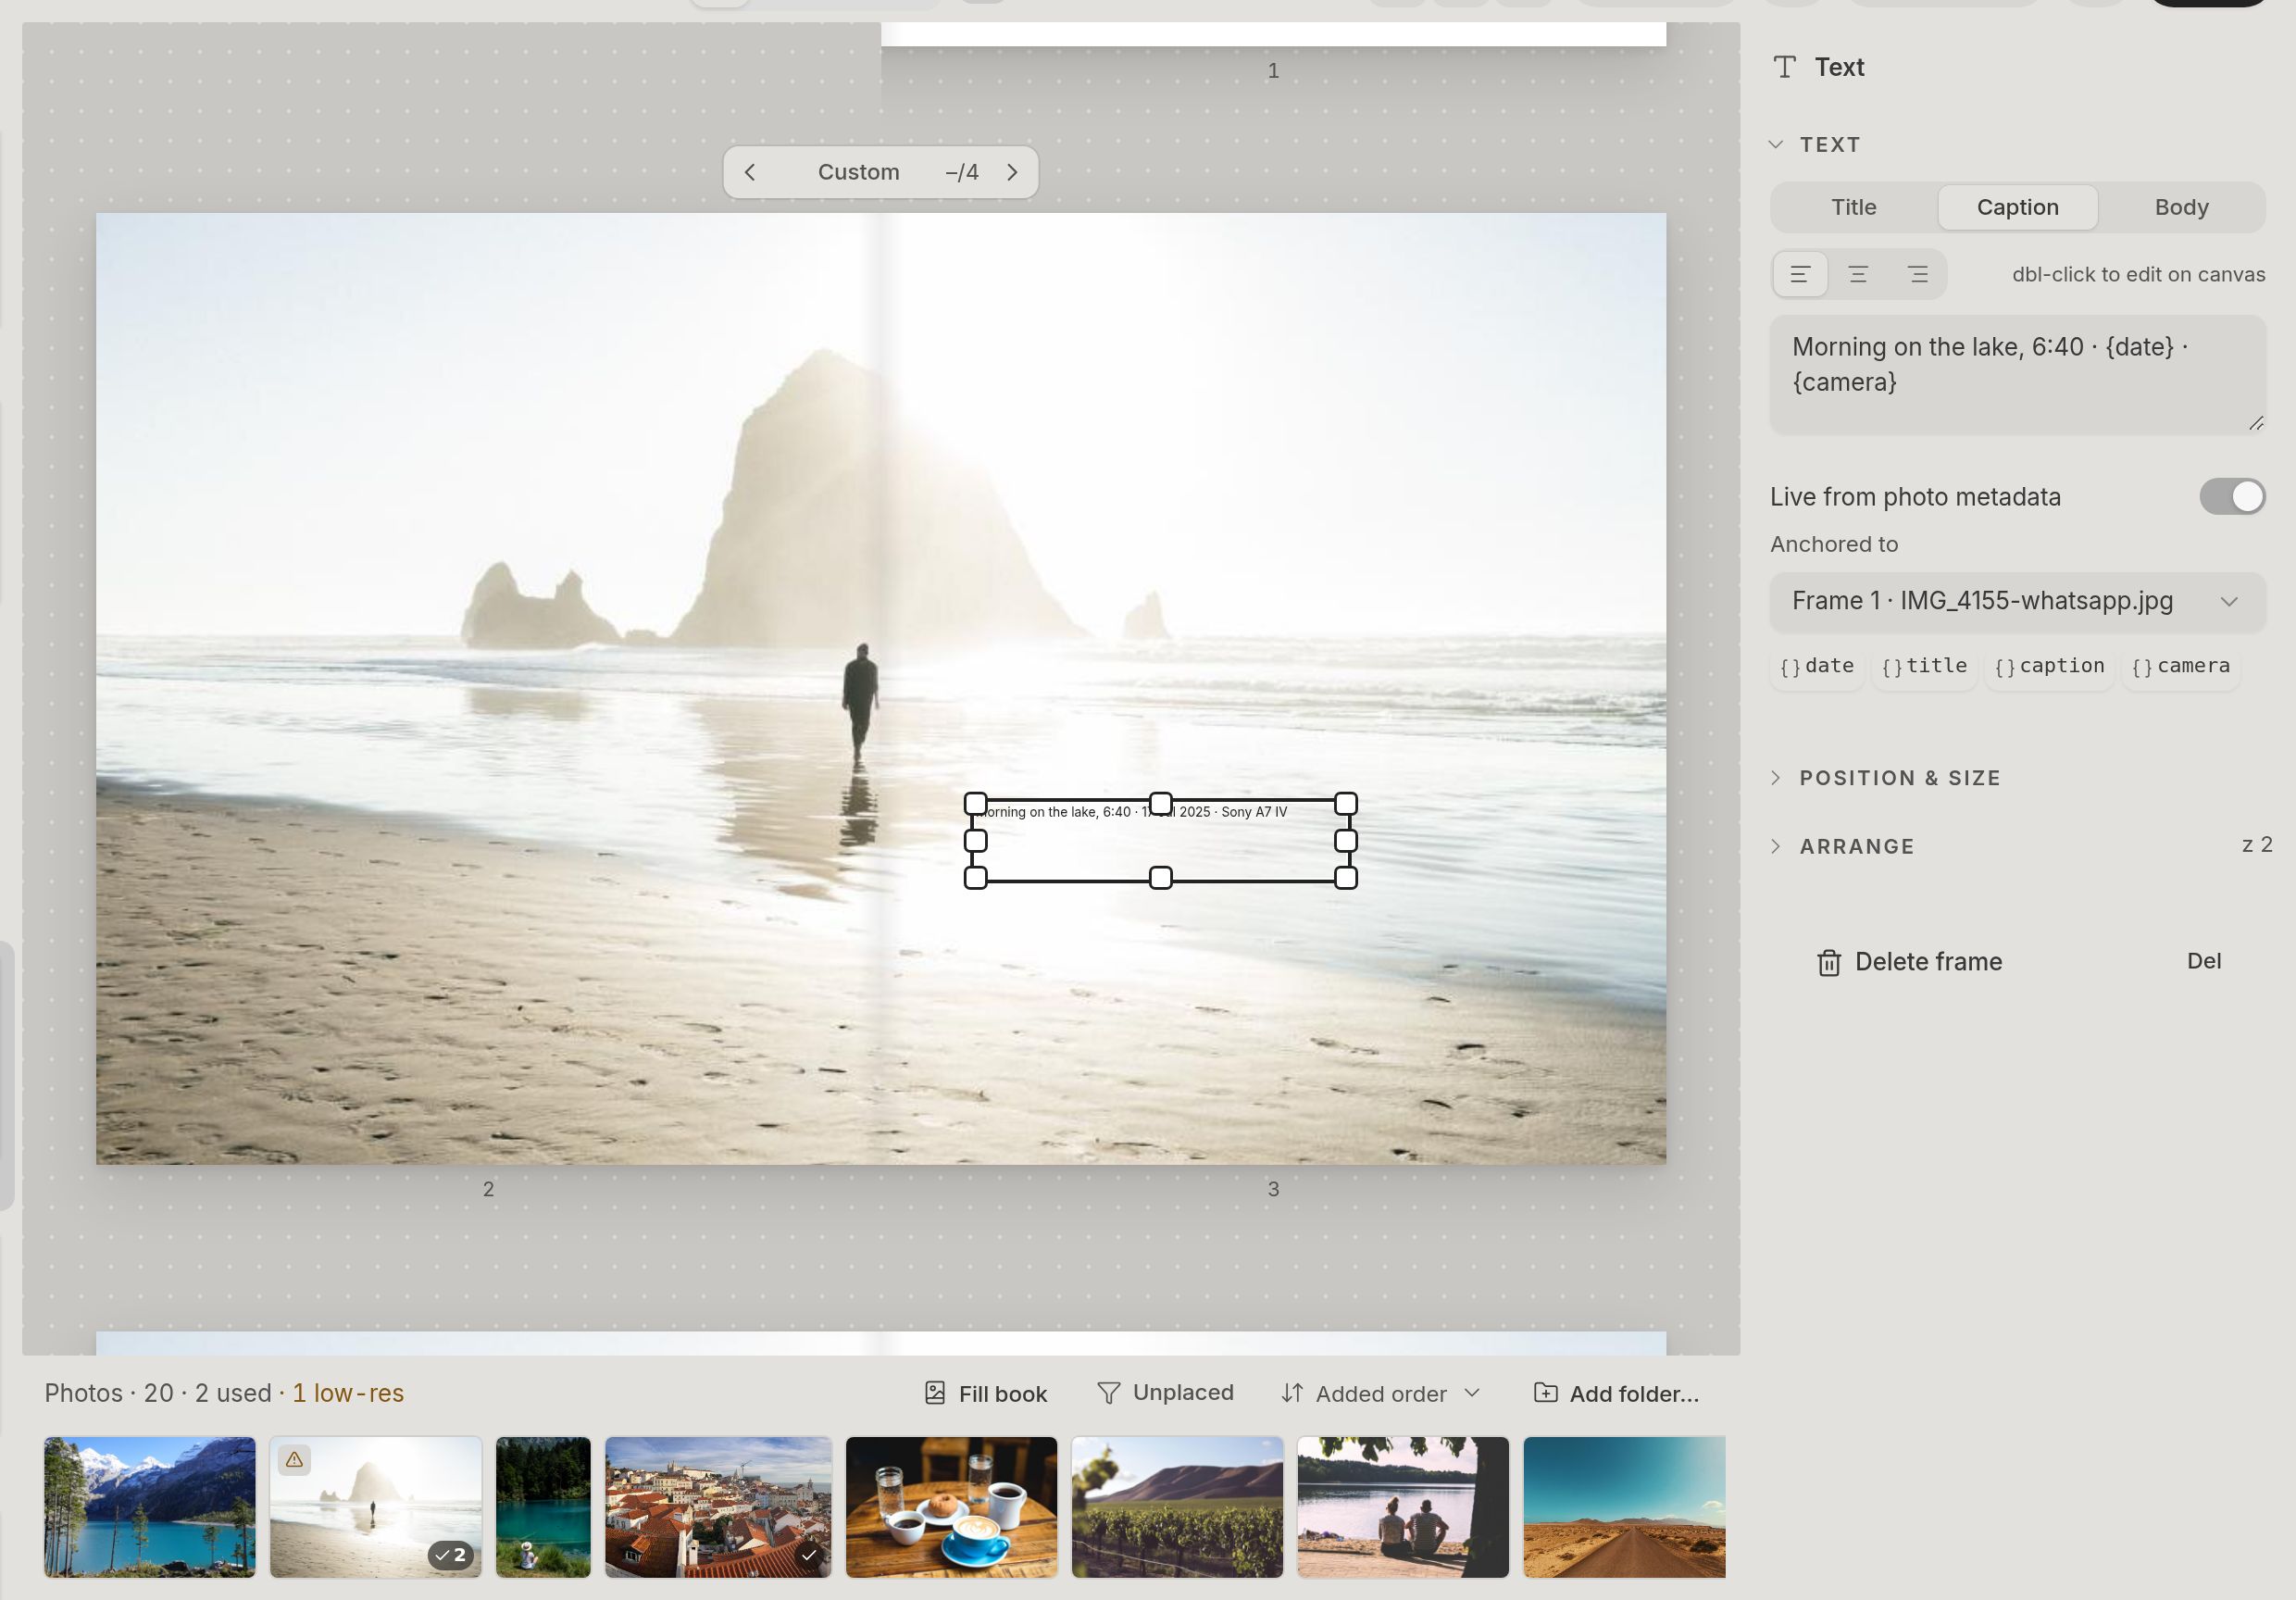 1
Custom
–/4
Morning on the lake, 6:40 · 17 Jul 2025 · Sony A7 IV
2
3
Text
TEXT
Title
Caption
Body
dbl-click to edit on canvas
Morning on the lake, 6:40 · {date} ·
{camera}
Live from photo metadata
Anchored to
Frame 1 · IMG_4155-whatsapp.jpg
{} date
{} title
{} caption
{} camera
POSITION & SIZE
ARRANGE
z 2
Delete frame
Del
Photos · 20 · 2 used · 1 low-res
Fill book
Unplaced
Added order
Add folder...
2